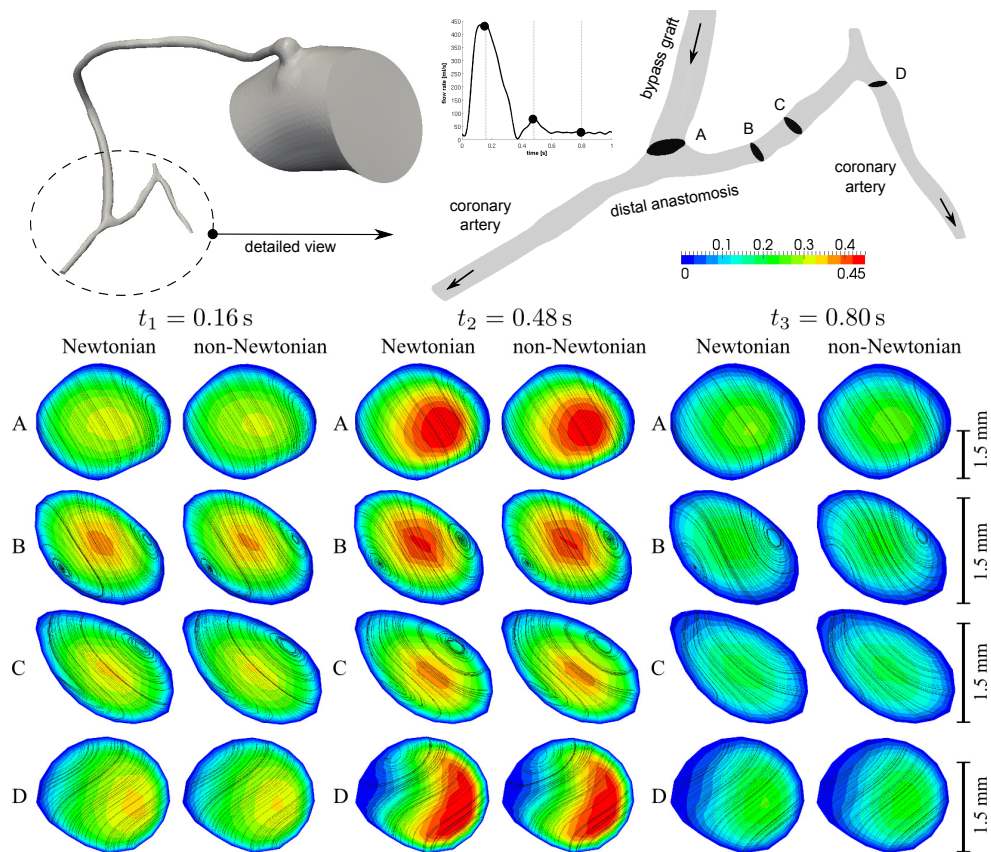 detailed view
flow rate [ml/s]
450
400
350
300
250
200
150
100
50
0
0
0.2
0.4
0.6
0.8
1
time [s]
bypass graft
A
B
C
D
distal anastomosis
coronary
artery
coronary
artery
0.1 0.2 0.3 0.4
0 0.45
t₁ = 0.16 s
t₂ = 0.48 s
t₃ = 0.80 s
Newtonian non-Newtonian
Newtonian non-Newtonian
Newtonian non-Newtonian
A A A 1.5 mm
B B B 1.5 mm
C C C 1.5 mm
D D D 1.5 mm